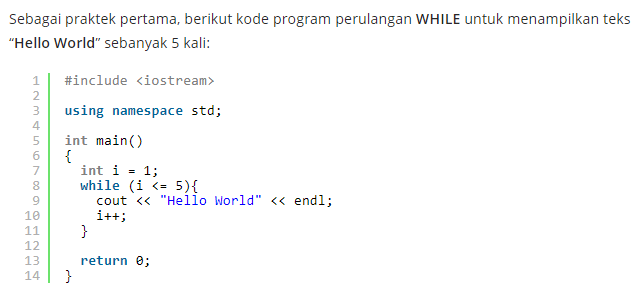 Sebagai praktek pertama, berikut kode program perulangan WHILE untuk menampilkan teks
“Hello World” sebanyak 5 kali:
1 #include <iostream>
2
3 using namespace std;
4
5 int main()
6 {
7   int i = 1;
8   while (i <= 5){
9     cout << "Hello World" << endl;
10     i++;
11   }
12
13   return 0;
14 }